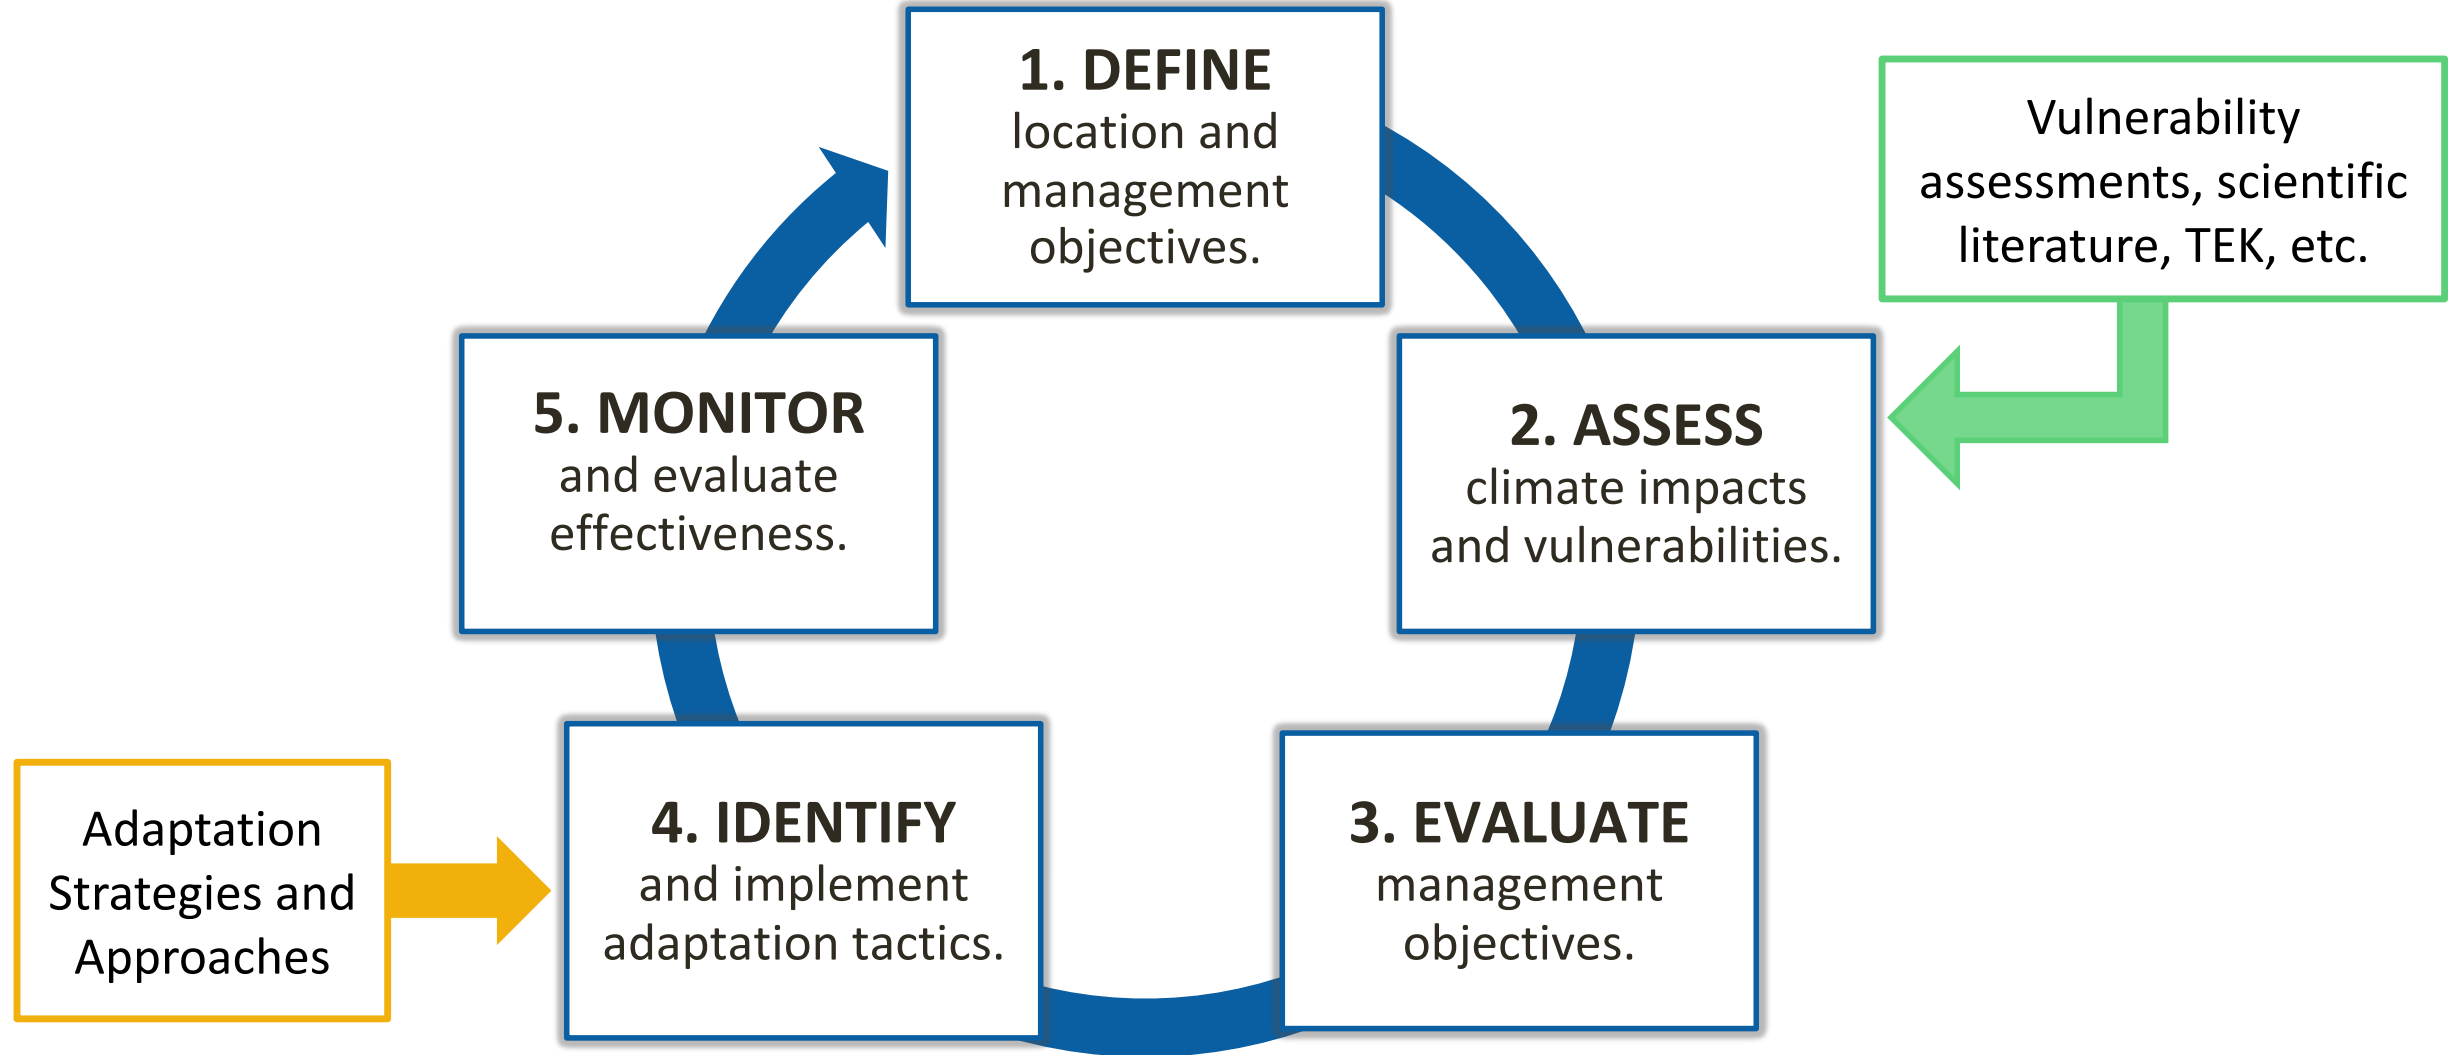 1. DEFINE
location and
management
objectives.
Vulnerability
assessments, scientific
literature, TEK, etc.
2. ASSESS
climate impacts
and vulnerabilities.
3. EVALUATE
management
objectives.
4. IDENTIFY
and implement
adaptation tactics.
Adaptation
Strategies and
Approaches
5. MONITOR
and evaluate
effectiveness.